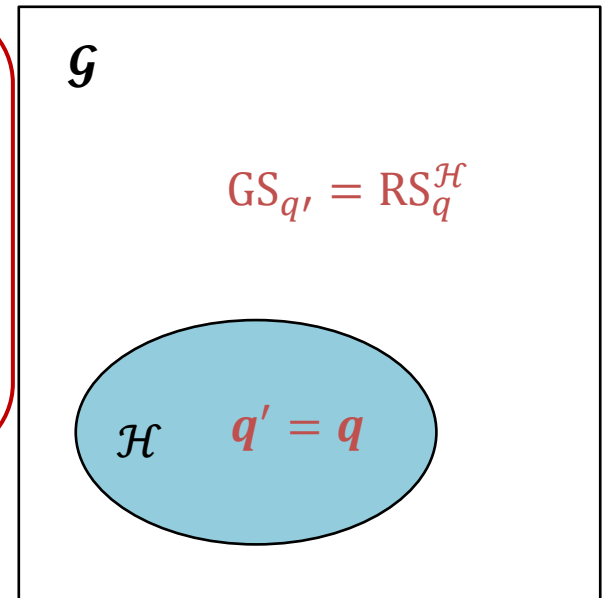 𝓖
GS_{q′} = RS_q^ℋ
ℋ q′ = q